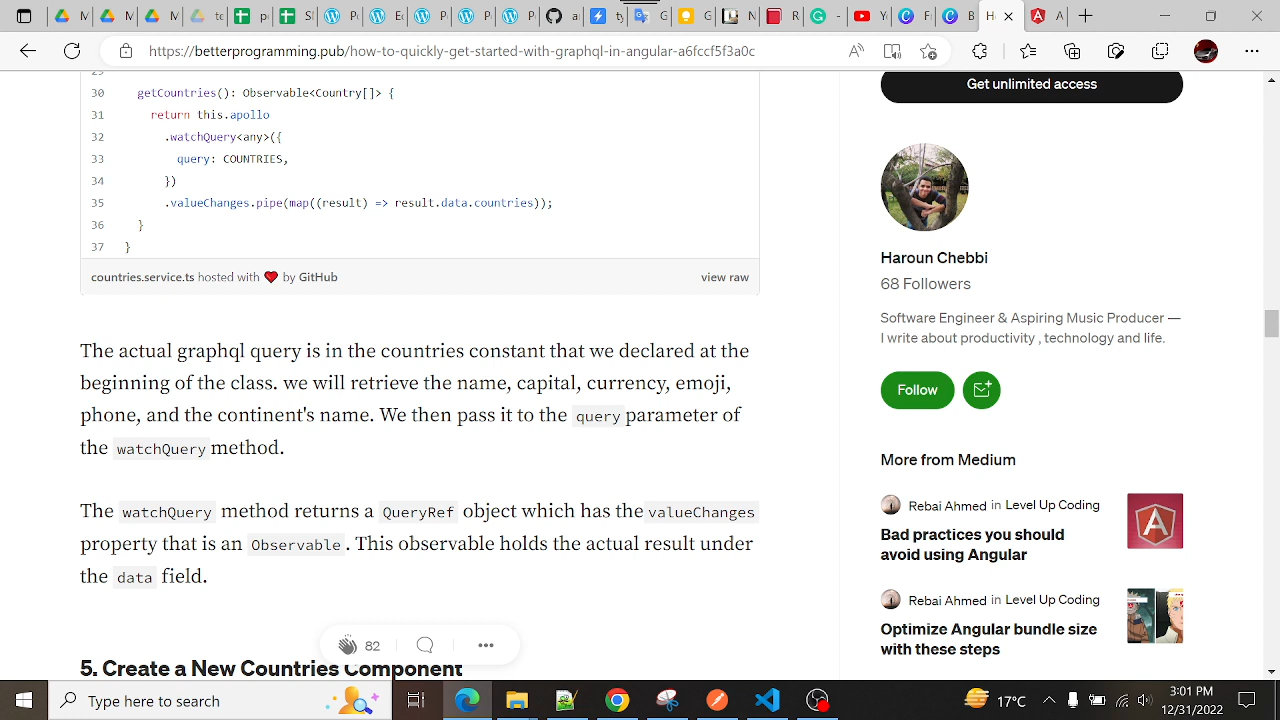 M
M
M
te
S
S
P
Ec
P
P
P
a
ty
G
G
N
R
-
Y
F
B
H
A
https://betterprogramming.pub/how-to-quickly-get-started-with-graphql-in-angular-a6fccf5f3a0c
29
30 getCountries(): Observable<Country[]> {
31 return this.apollo
32 .watchQuery<any>({
33 query: COUNTRIES,
34 })
35 .valueChanges.pipe(map((result) => result.data.countries));
36 }
37 }
countries.service.ts hosted with ❤ by GitHub view raw
The actual graphql query is in the countries constant that we declared at the
beginning of the class. we will retrieve the name, capital, currency, emoji,
phone, and the continent's name. We then pass it to the query parameter of
the watchQuery method.
The watchQuery method returns a QueryRef object which has the valueChanges
property that is an Observable. This observable holds the actual result under
the data field.
82
5. Create a New Countries Component
Get unlimited access
Haroun Chebbi
68 Followers
Software Engineer & Aspiring Music Producer —
I write about productivity , technology and life.
Follow
More from Medium
Rebai Ahmed in Level Up Coding
Bad practices you should
avoid using Angular
Rebai Ahmed in Level Up Coding
Optimize Angular bundle size
with these steps
Type here to search
17°C
3:01 PM
12/31/2022